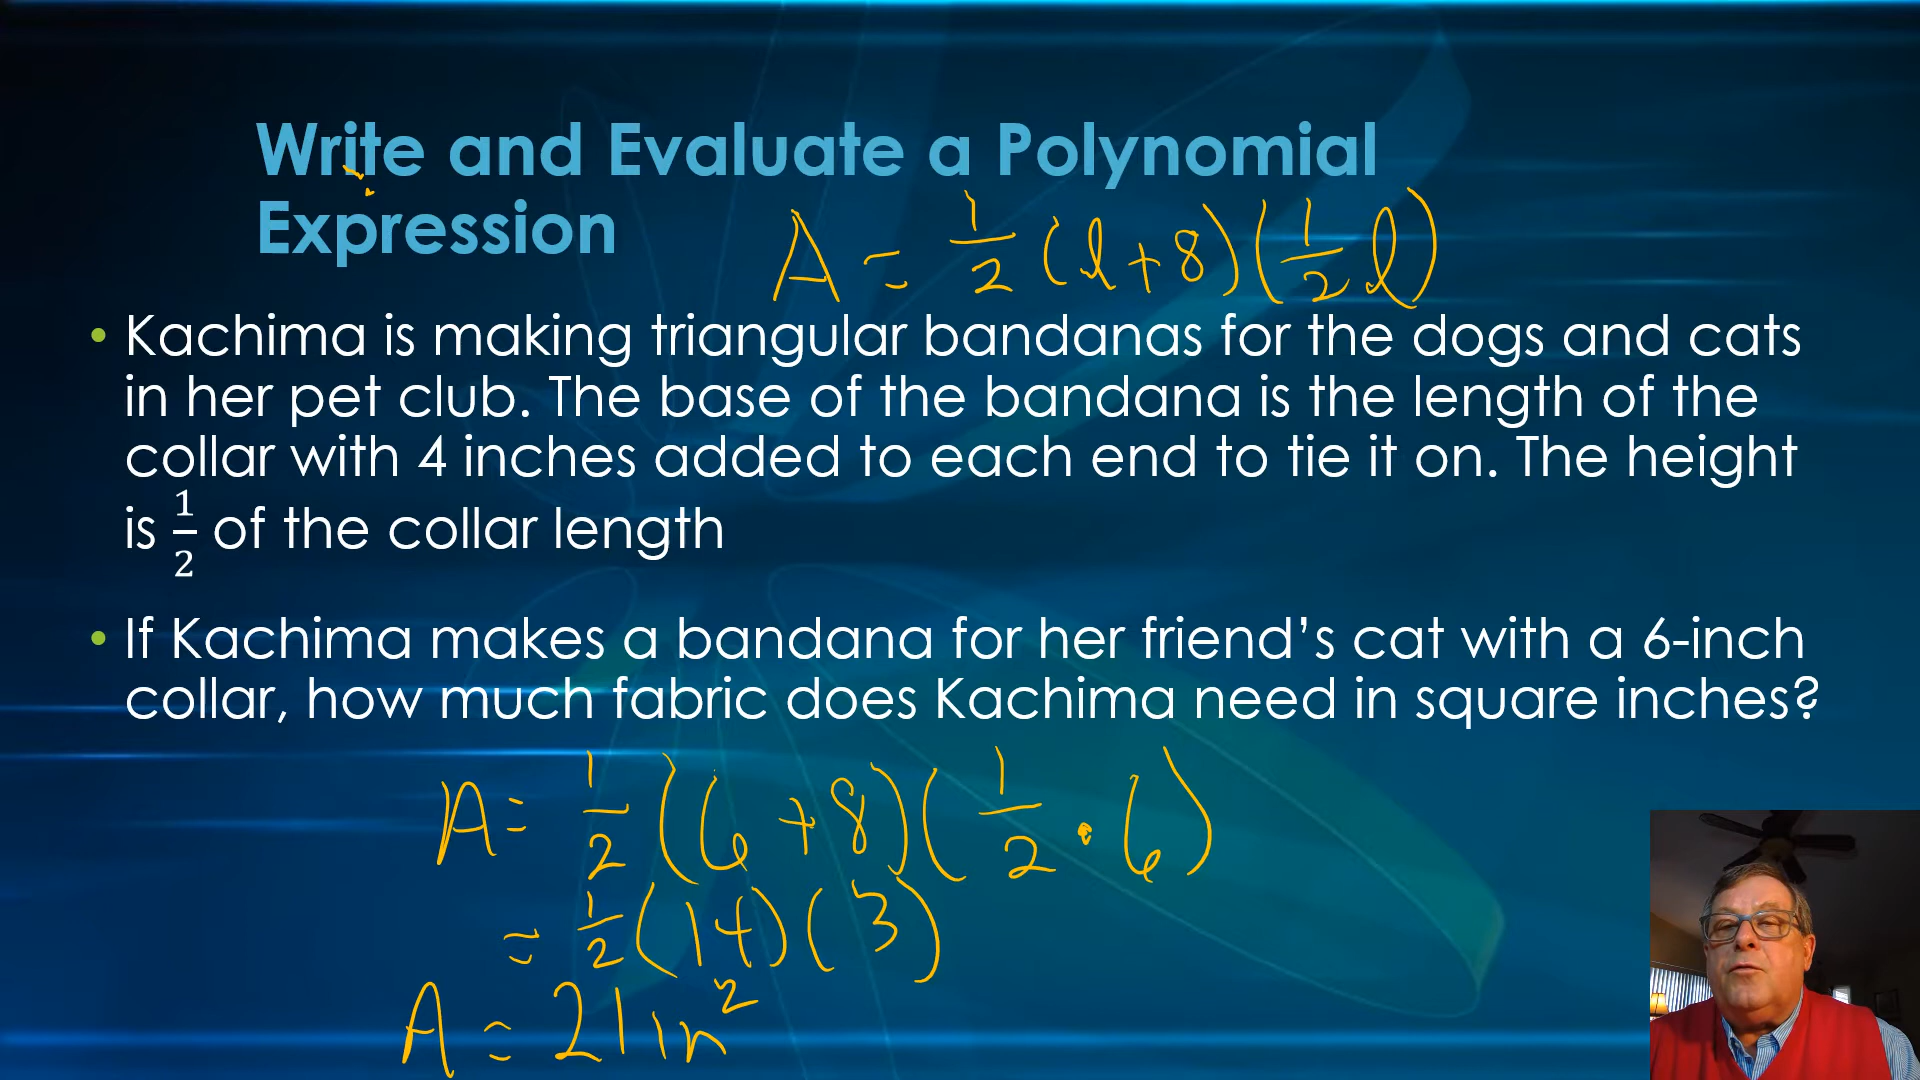 Write and Evaluate a Polynomial
Expression
A = 1/2 (l + 8)(1/2 l)
• Kachima is making triangular bandanas for the dogs and cats
in her pet club. The base of the bandana is the length of the
collar with 4 inches added to each end to tie it on. The height
is 1/2 of the collar length
• If Kachima makes a bandana for her friend’s cat with a 6-inch
collar, how much fabric does Kachima need in square inches?
A = 1/2 (6 + 8)(1/2 · 6)
= 1/2 (14)(3)
A = 21 in²